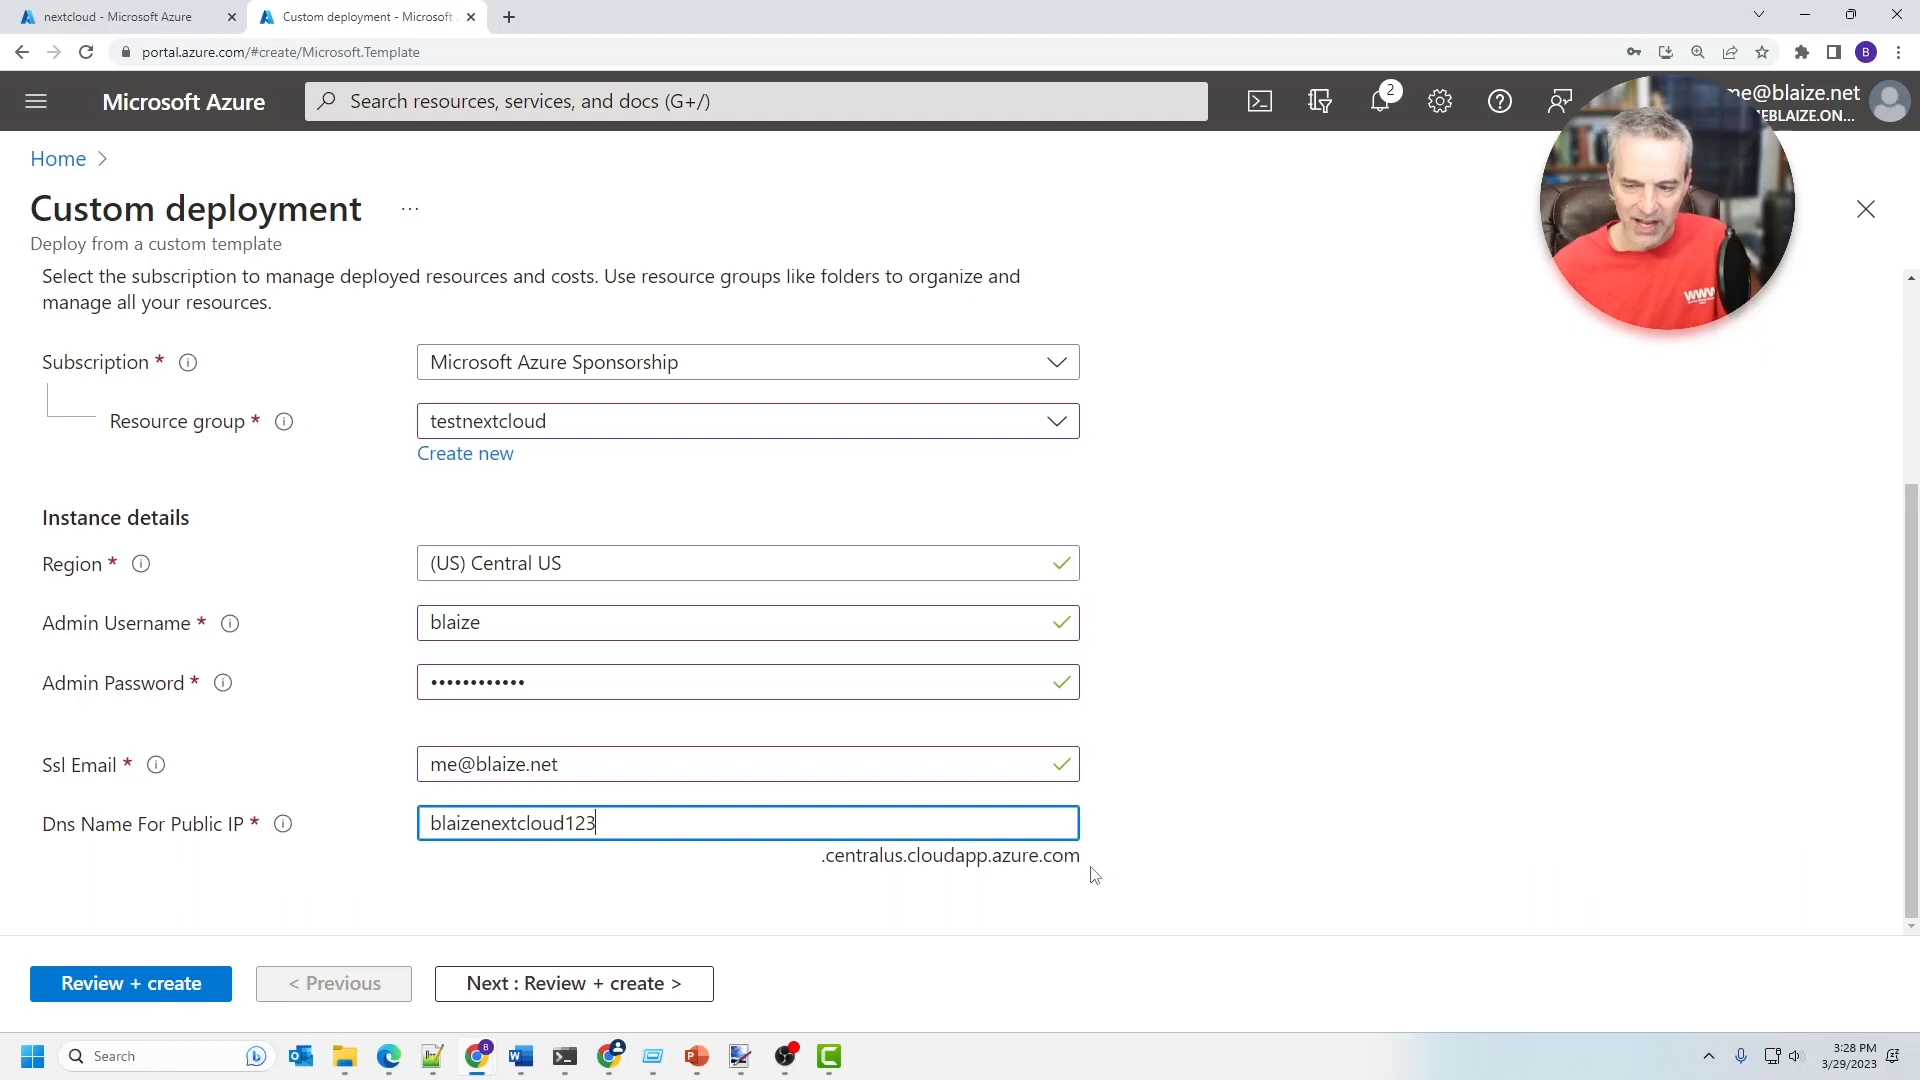 nextcloud - Microsoft Azure
Custom deployment - Microsoft
portal.azure.com/#create/Microsoft.Template
B
Microsoft Azure
Search resources, services, and docs (G+/)
2
me@blaize.net
EBLAIZE.ON...
Home
Custom deployment
...
Deploy from a custom template
Select the subscription to manage deployed resources and costs. Use resource groups like folders to organize and
manage all your resources.
Subscription *
Microsoft Azure Sponsorship
Resource group *
testnextcloud
Create new
Instance details
Region *
(US) Central US
Admin Username *
blaize
Admin Password *
••••••••••••
Ssl Email *
me@blaize.net
Dns Name For Public IP *
blaizenextcloud123
.centralus.cloudapp.azure.com
WWW
Review + create
< Previous
Next : Review + create >
Search
3:28 PM
3/29/2023